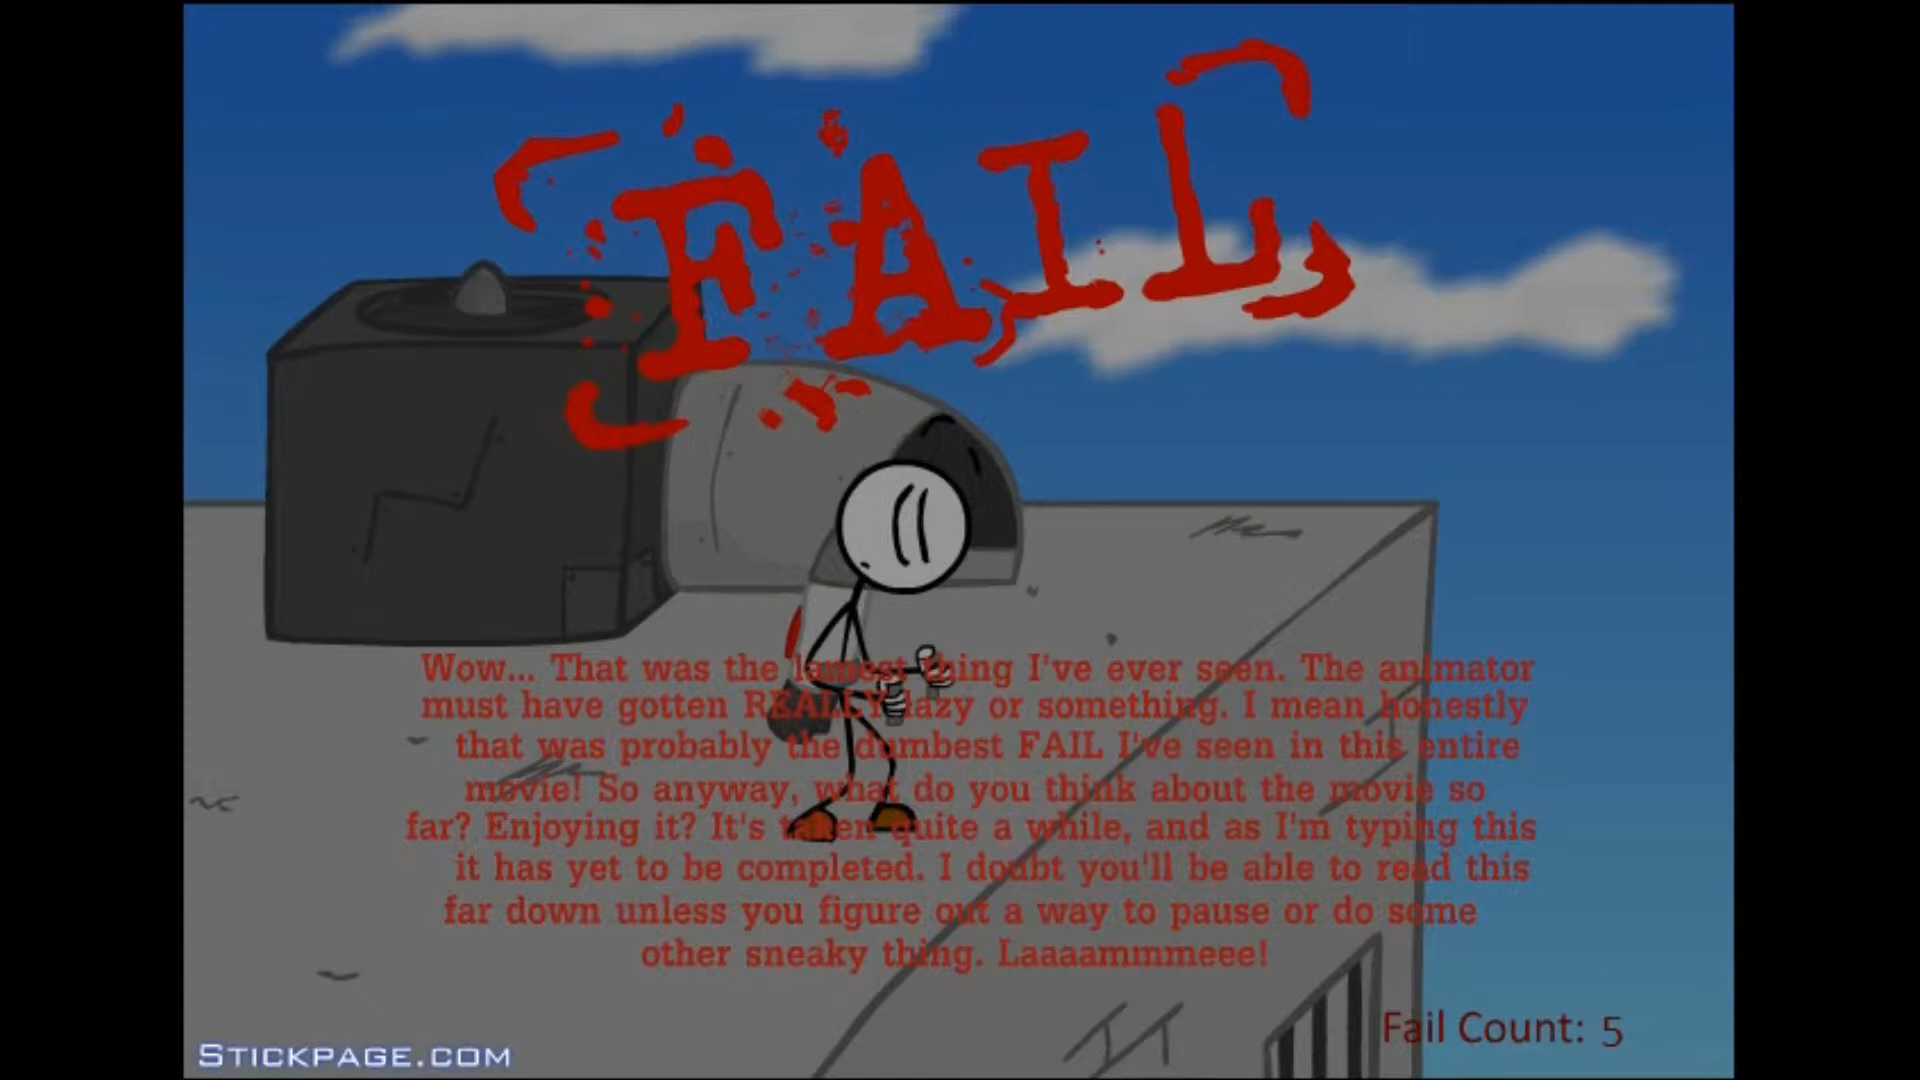 FAIL
Wow... That was the lamest thing I've ever seen. The animator
must have gotten REALLY lazy or something. I mean honestly
that was probably the dumbest FAIL I've seen in this entire
movie! So anyway, what do you think about the movie so
far? Enjoying it? It's taken quite a while, and as I'm typing this
it has yet to be completed. I doubt you'll be able to read this
far down unless you figure out a way to pause or do some
other sneaky thing. Laaaammmeee!
Fail Count: 5
STICKPAGE.COM